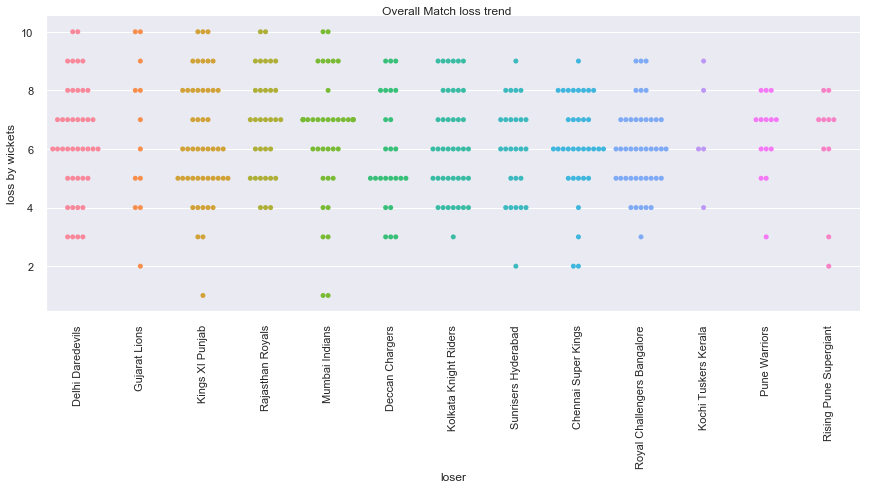 Overall Match loss trend
loss by wickets
10
8
6
4
2
Delhi Daredevils
Gujarat Lions
Kings XI Punjab
Rajasthan Royals
Mumbai Indians
Deccan Chargers
Kolkata Knight Riders
Sunrisers Hyderabad
Chennai Super Kings
Royal Challengers Bangalore
Kochi Tuskers Kerala
Pune Warriors
Rising Pune Supergiant
loser